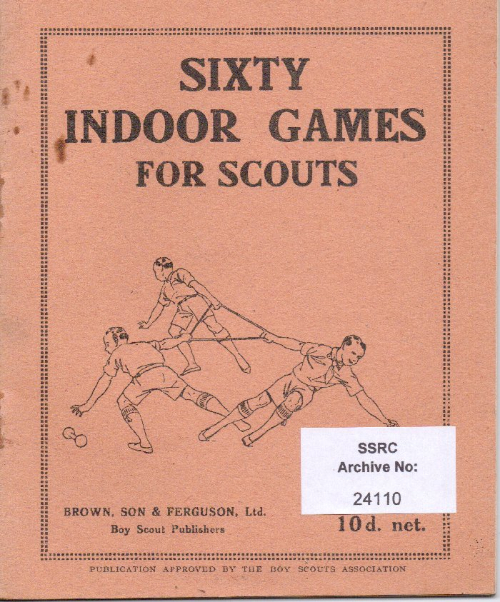 SIXTY
INDOOR GAMES
FOR SCOUTS
SSRC
Archive No:
24110
BROWN, SON & FERGUSON, Ltd.
Boy Scout Publishers
10d. net.
PUBLICATION APPROVED BY THE BOY SCOUTS ASSOCIATION